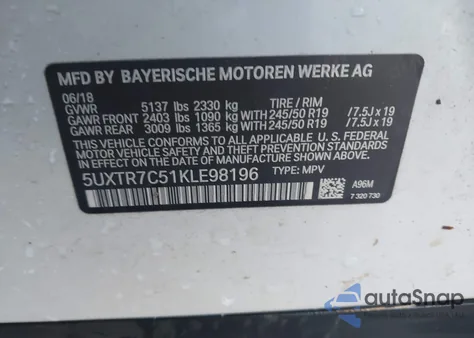 MFD BY BAYERISCHE MOTOREN WERKE AG
06/18
GVWR 5137 lbs 2330 kg TIRE / RIM
GAWR FRONT 2403 lbs 1090 kg WITH 245/50 R19 /7.5J x 19
GAWR REAR 3009 lbs 1365 kg WITH 245/50 R19 /7.5J x 19
THIS VEHICLE CONFORMS TO ALL APPLICABLE U. S. FEDERAL
MOTOR VEHICLE SAFETY STANDARDS IN EFFECT ON THE
DATE OF MANUFACTURE SHOWN ABOVE.
5UXTR7C51KLE98196 TYPE: MPV
A96M
7 320 730
autoSnap